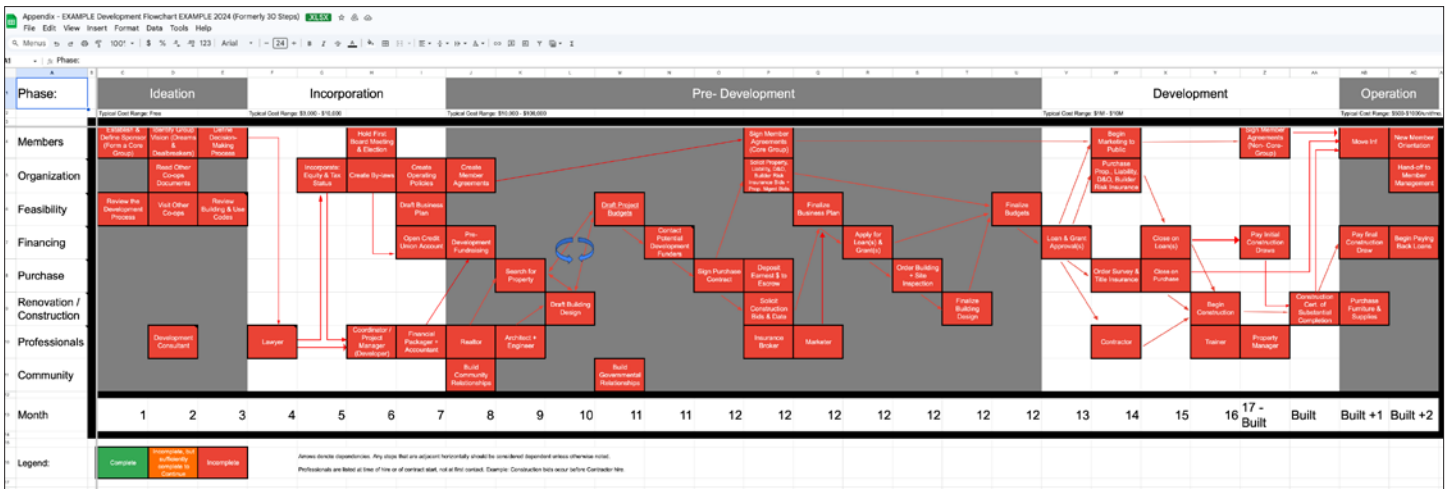 Appendix - EXAMPLE Development Flowchart EXAMPLE 2024 (Formerly 30 Steps) .XLSX
File Edit View Insert Format Data Tools Help
Menus 100% $ % 123 Arial - 24 + B I A
A1 Phase:
A B C D E F G H I J K L M N O P Q R S T U V W X Y Z AA AB AC
Phase: Ideation Incorporation Pre- Development Development Operation
Typical Cost Range: Free Typical Cost Range: $3,000 - $10,000 Typical Cost Range: $10,000 - $100,000 Typical Cost Range: $1M - $10M
Members
Establish & Define Sponsor (Form a Core Group)
Identify Group Vision (Dreams & Dealbreakers)
Define Decision-Making Process
Hold First Board Meeting & Election
Sign Member Agreements (Core Group)
Begin Marketing to Public
Sign Member Agreements (Non- Core-Group)
Move In!
New Member Orientation
Organization
Read Other Co-ops Documents
Incorporate: Equity & Tax Status
Create By-laws
Create Operating Policies
Create Member Agreements
Solicit Property, Liability, D&O, Builder Risk Insurance Bids + Prop. Mgmt Bids
Purchase Prop., Liability, D&O, Builder Risk Insurance
Hand-off to Member Management
Feasibility
Review the Development Process
Visit Other Co-ops
Review Building & Use Codes
Draft Business Plan
Draft Project Budgets
Finalize Business Plan
Finalize Budgets
Financing
Open Credit Union Account
Pre-Development Fundraising
Contact Potential Development Funders
Apply for Loan(s) & Grant(s)
Loan & Grant Approval(s)
Close on Loan(s)
Pay Initial Construction Draws
Pay final Construction Draw
Begin Paying Back Loans
Purchase
Search for Property
Sign Purchase Contract
Deposit Earnest $ to Escrow
Order Building + Site Inspection
Order Survey & Title Insurance
Close on Purchase
Renovation / Construction
Draft Building Design
Solicit Construction Bids & Data
Finalize Building Design
Begin Construction
Construction Cert. of Substantial Completion
Purchase Furniture & Supplies
Professionals
Development Consultant
Lawyer
Coordinator / Project Manager (Developer)
Financial Packager + Accountant
Realtor
Architect + Engineer
Insurance Broker
Marketer
Contractor
Trainer
Property Manager
Community
Build Community Relationships
Build Governmental Relationships
Month 1 2 3 4 5 6 7 8 9 10 11 11 12 12 12 12 12 12 12 13 14 15 16 17 - Built Built Built +1 Built +2
Legend: Complete Incomplete, but sufficiently complete to Continue Incomplete
Arrows denote dependencies. Any steps that are adjacent horizontally should be considered dependent unless otherwise noted.
Professionals are listed at time of hire or of contract start, not at first contact. Example: Construction bids occur before Contractor hire.